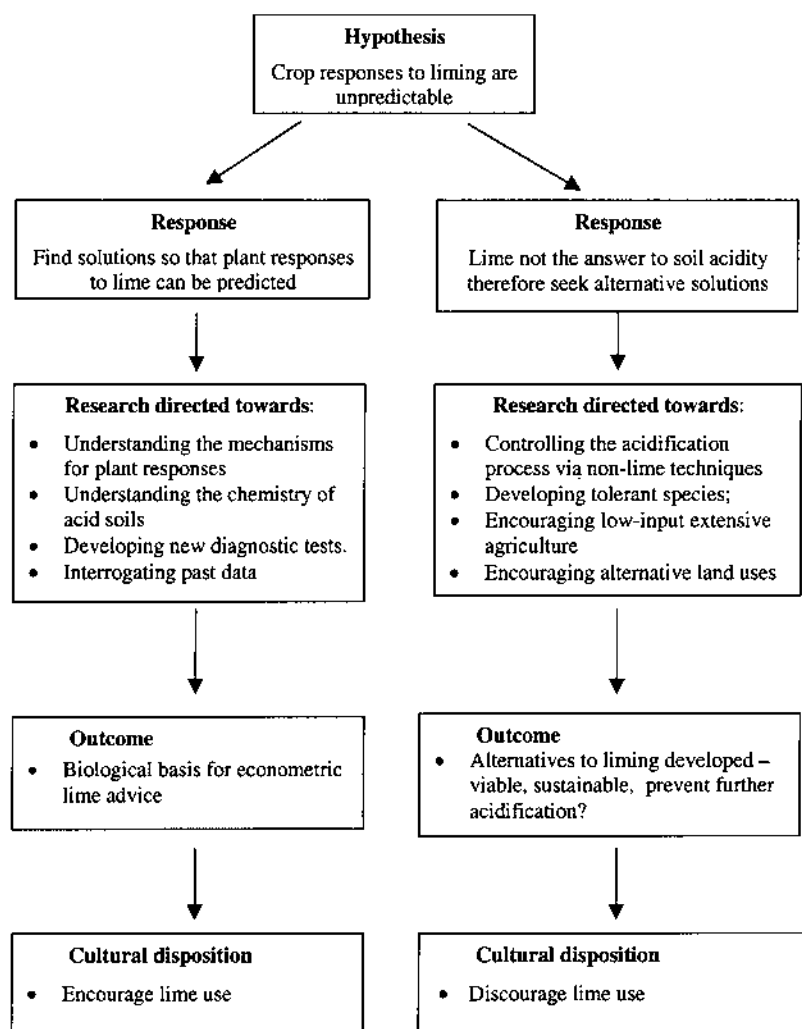 Hypothesis
Crop responses to liming are
unpredictable
Response
Find solutions so that plant responses
to lime can be predicted
Response
Lime not the answer to soil acidity
therefore seek alternative solutions
Research directed towards:
• Understanding the mechanisms
for plant responses
• Understanding the chemistry of
acid soils
• Developing new diagnostic tests.
• Interrogating past data
Research directed towards:
• Controlling the acidification
process via non-lime techniques
• Developing tolerant species;
• Encouraging low-input extensive
agriculture
• Encouraging alternative land uses
Outcome
• Biological basis for econometric
lime advice
Outcome
• Alternatives to liming developed –
viable, sustainable, prevent further
acidification?
Cultural disposition
• Encourage lime use
Cultural disposition
• Discourage lime use